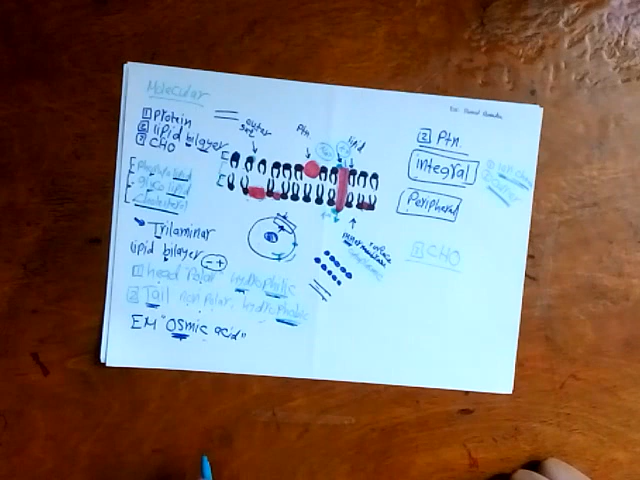 Molecular
1 Protein
2 lipid bilayer
3 CHO
phospholipid
glycolipid
Cholesterol
Trilaminar
lipid bilayer
- +
1 head Polar hydrophilic
2 Tail non Polar, hydrophobic
EM "Osmic acid"
outer
Ptn
lipid
E
E
surface
2 Ptn
integral
Peripheral
3 CHO